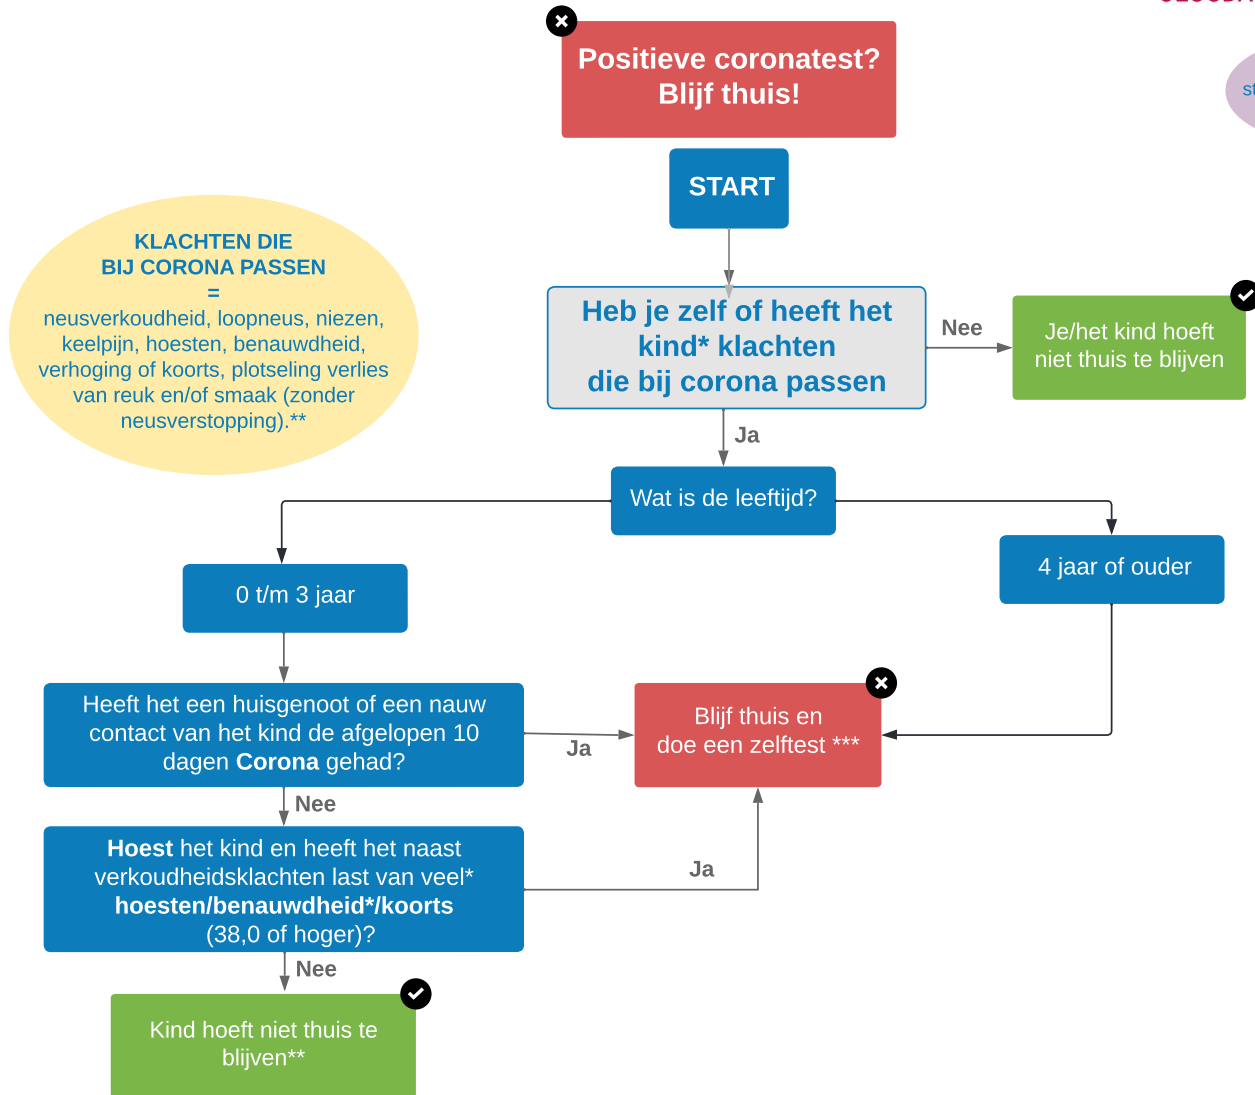 Positieve coronatest?
Blijf thuis!
START
KLACHTEN DIE
BIJ CORONA PASSEN
=
neusverkoudheid, loopneus, niezen,
keelpijn, hoesten, benauwdheid,
verhoging of koorts, plotseling verlies
van reuk en/of smaak (zonder
neusverstopping).**
Heb je zelf of heeft het
kind* klachten
die bij corona passen
Nee
Je/het kind hoeft
niet thuis te blijven
Ja
Wat is de leeftijd?
0 t/m 3 jaar
4 jaar of ouder
Heeft het een huisgenoot of een nauw
contact van het kind de afgelopen 10
dagen Corona gehad?
Ja
Blijf thuis en
doe een zelftest ***
Nee
Hoest het kind en heeft het naast
verkoudheidsklachten last van veel*
hoesten/benauwdheid*/koorts
(38,0 of hoger)?
Ja
Nee
Kind hoeft niet thuis te
blijven**